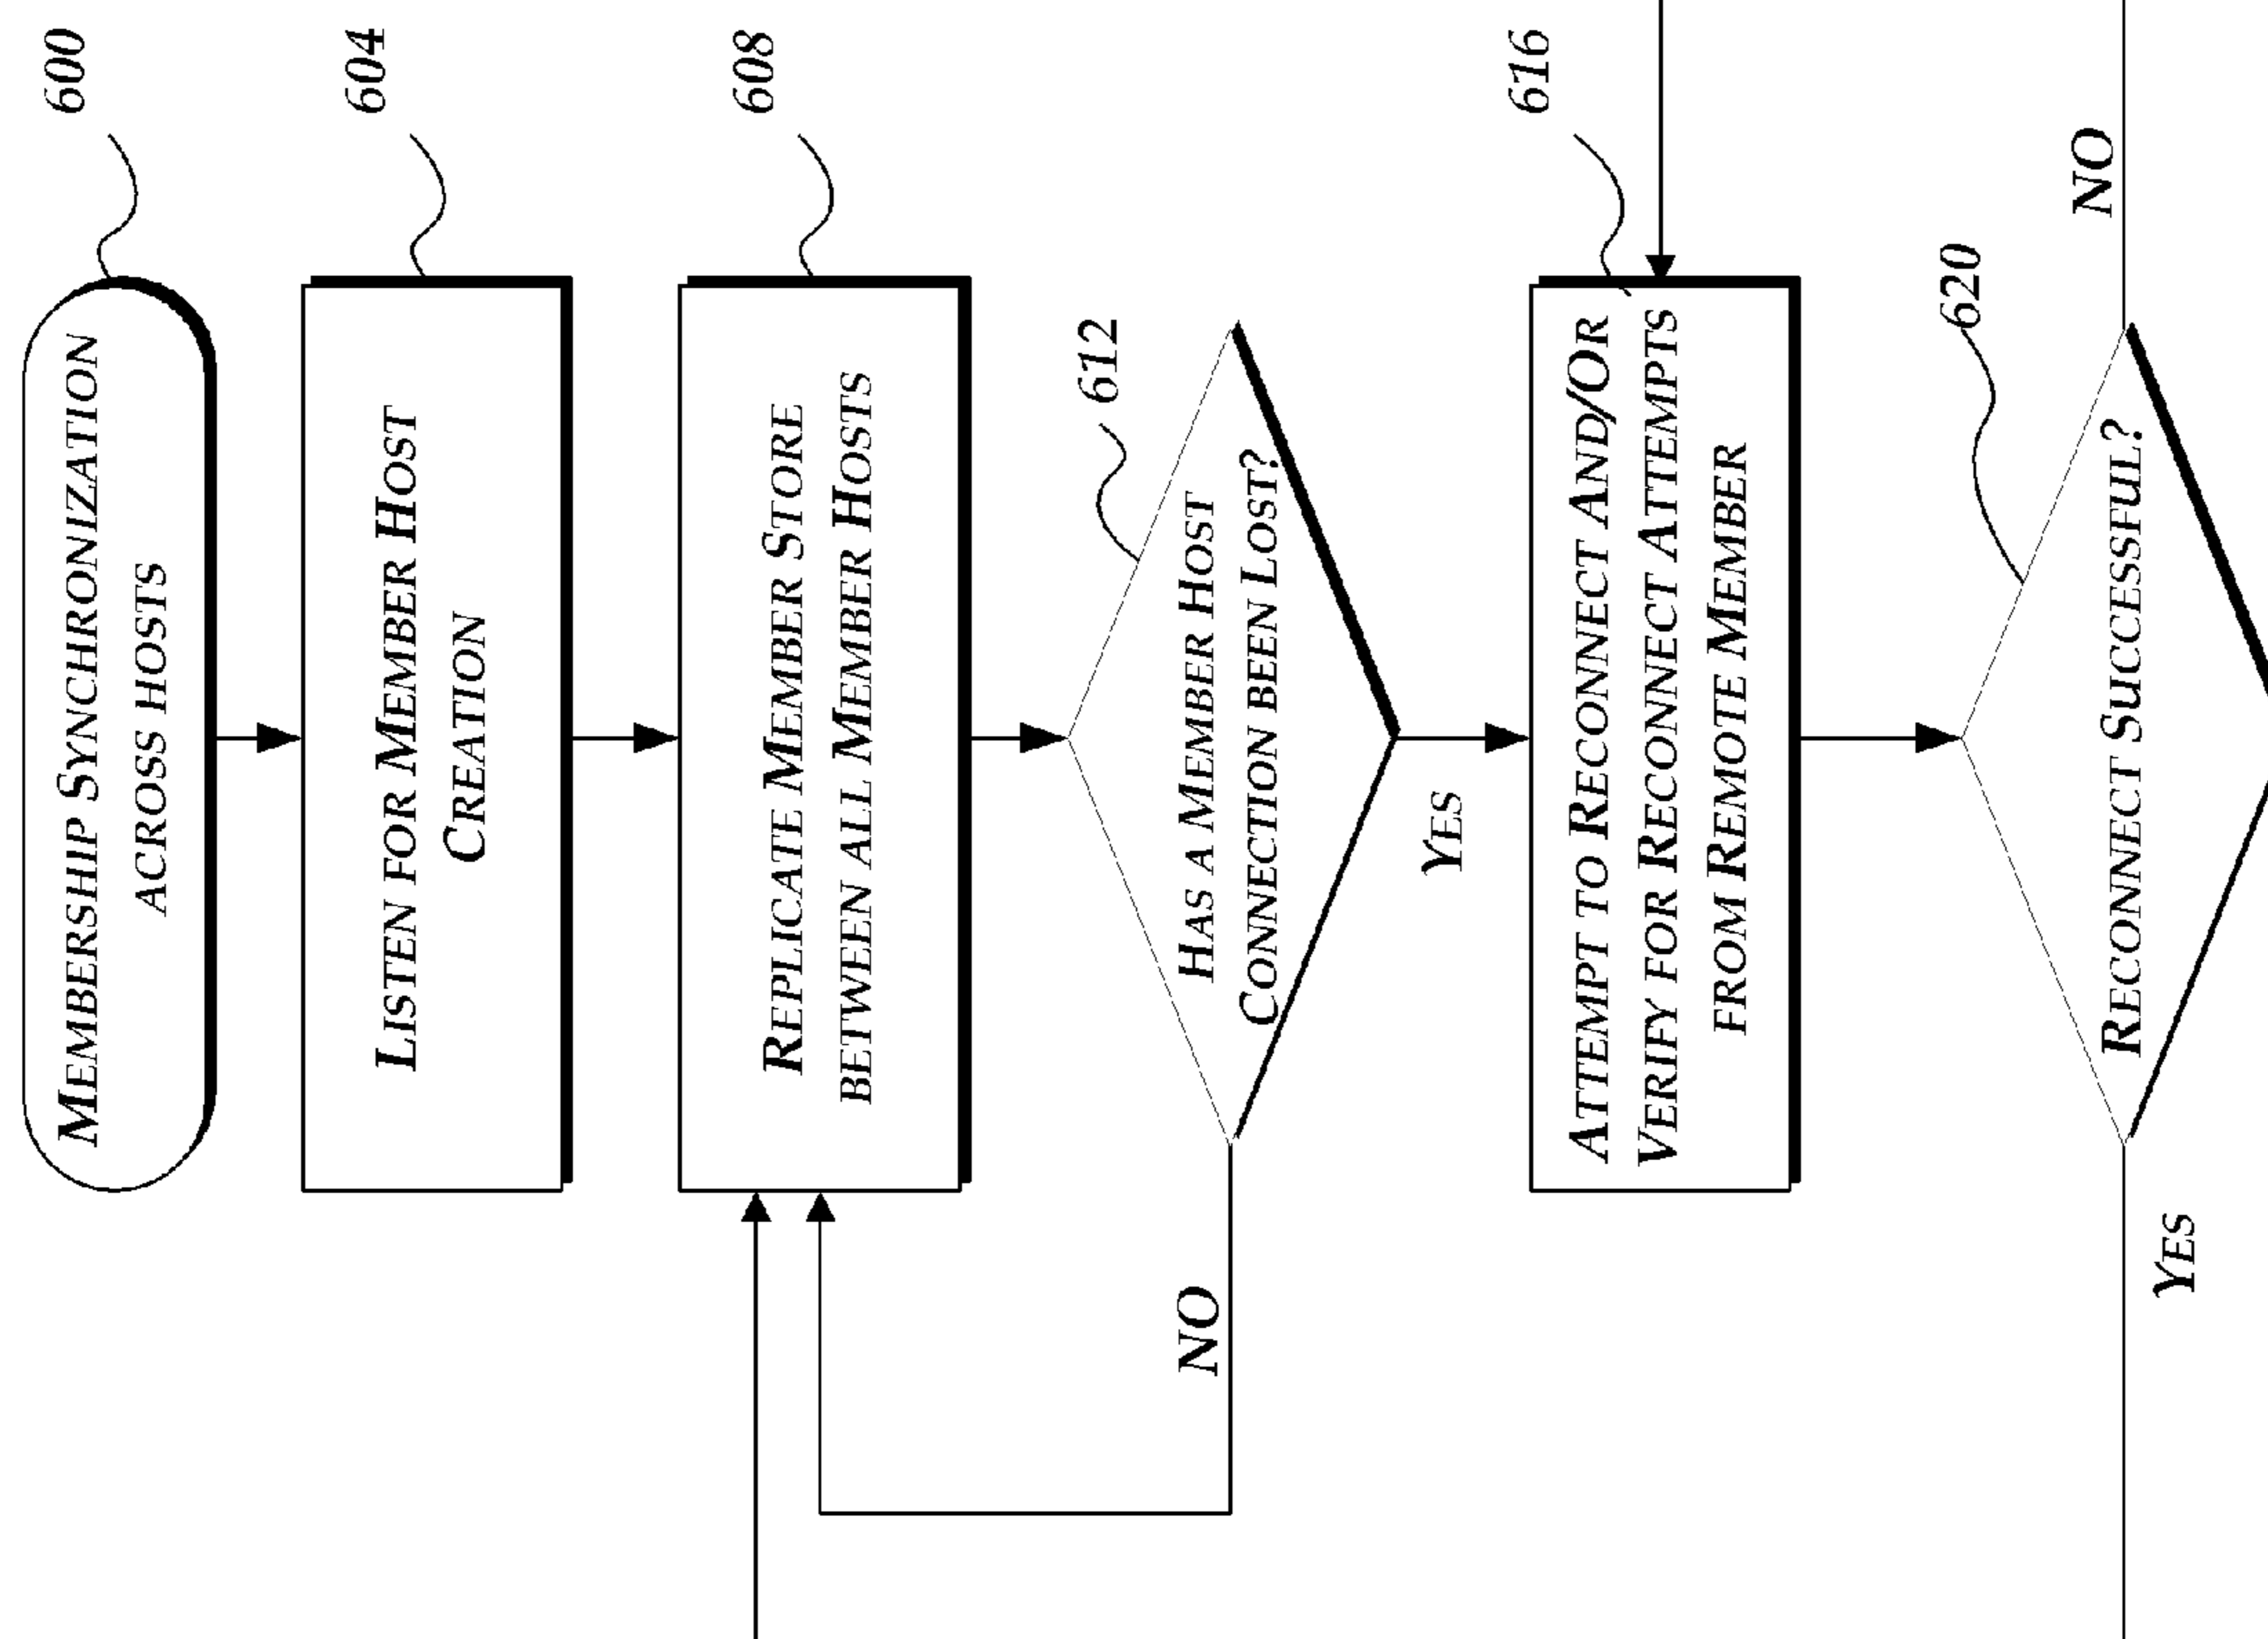 600
MEMBERSHIP SYNCHRONIZATION
ACROSS HOSTS
604
LISTEN FOR MEMBER HOST
CREATION
608
REPLICATE MEMBER STORE
BETWEEN ALL MEMBER HOSTS
612
HAS A MEMBER HOST
CONNECTION BEEN LOST?
NO
YES
616
ATTEMPT TO RECONNECT AND/OR
VERIFY FOR RECONNECT ATTEMPTS
FROM REMOTE MEMBER
620
RECONNECT SUCCESSFUL?
NO
YES